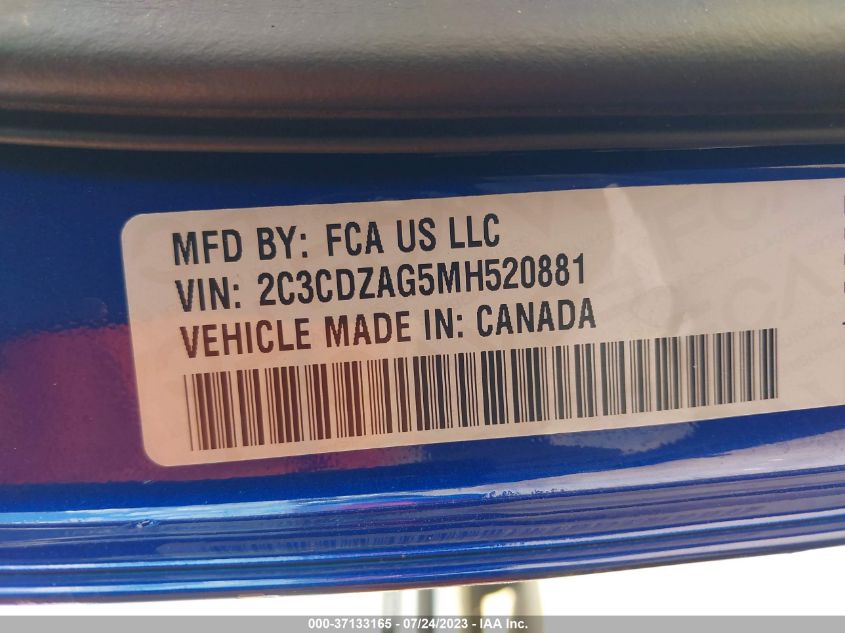 MFD BY: FCA US LLC
VIN: 2C3CDZAG5MH520881
VEHICLE MADE IN: CANADA
000-37133165 - 07/24/2023 - IAA Inc.